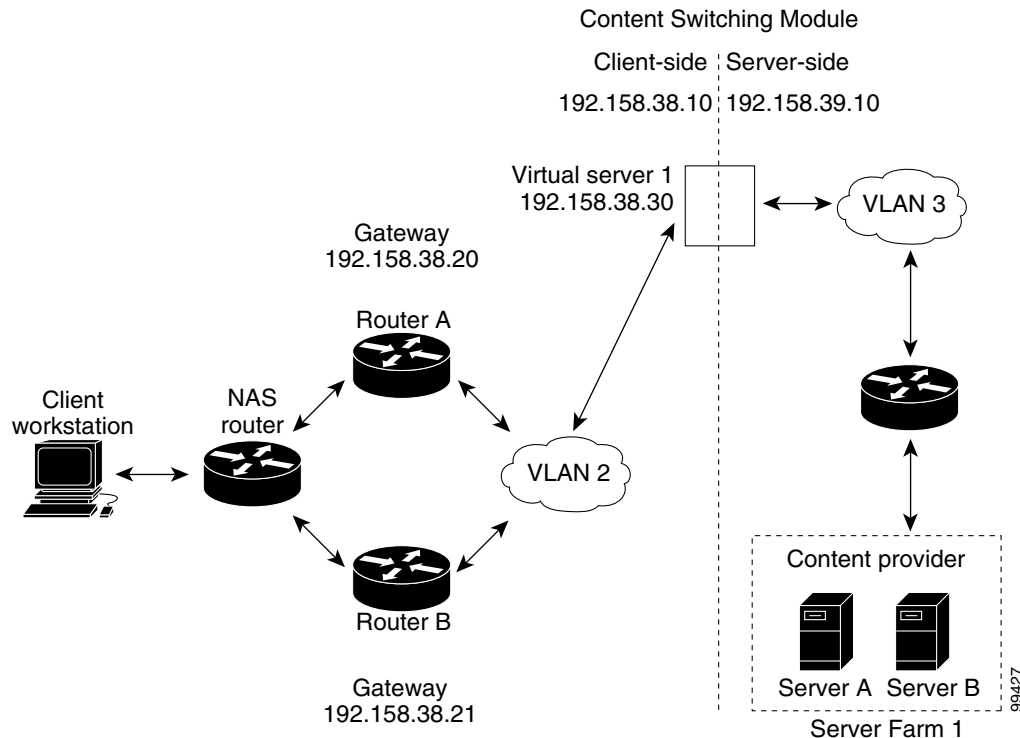 Content Switching Module
Client-side
Server-side
192.158.38.10
192.158.39.10
Virtual server 1
192.158.38.30
VLAN 3
Gateway
192.158.38.20
Router A
Client
workstation
NAS
router
VLAN 2
Router B
Gateway
192.158.38.21
Content provider
Server A
Server B
Server Farm 1
99427